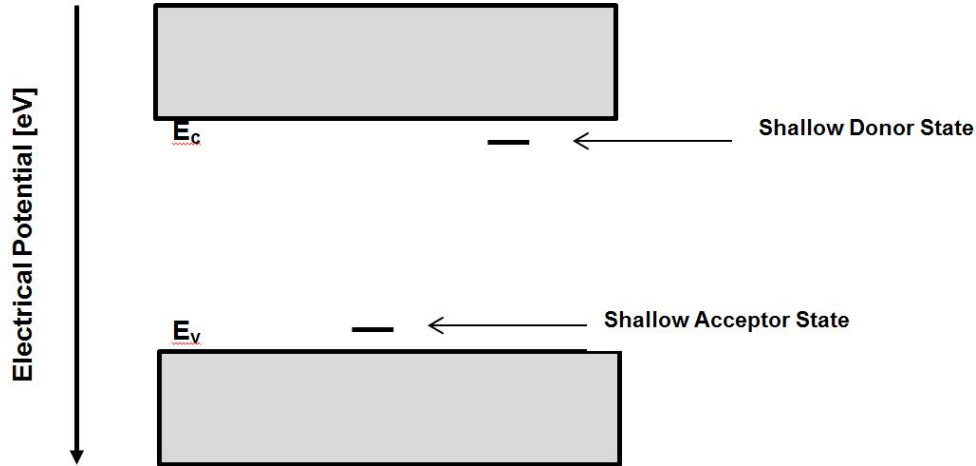 Electrical Potential [eV]
Ec
Shallow Donor State
Ev
Shallow Acceptor State